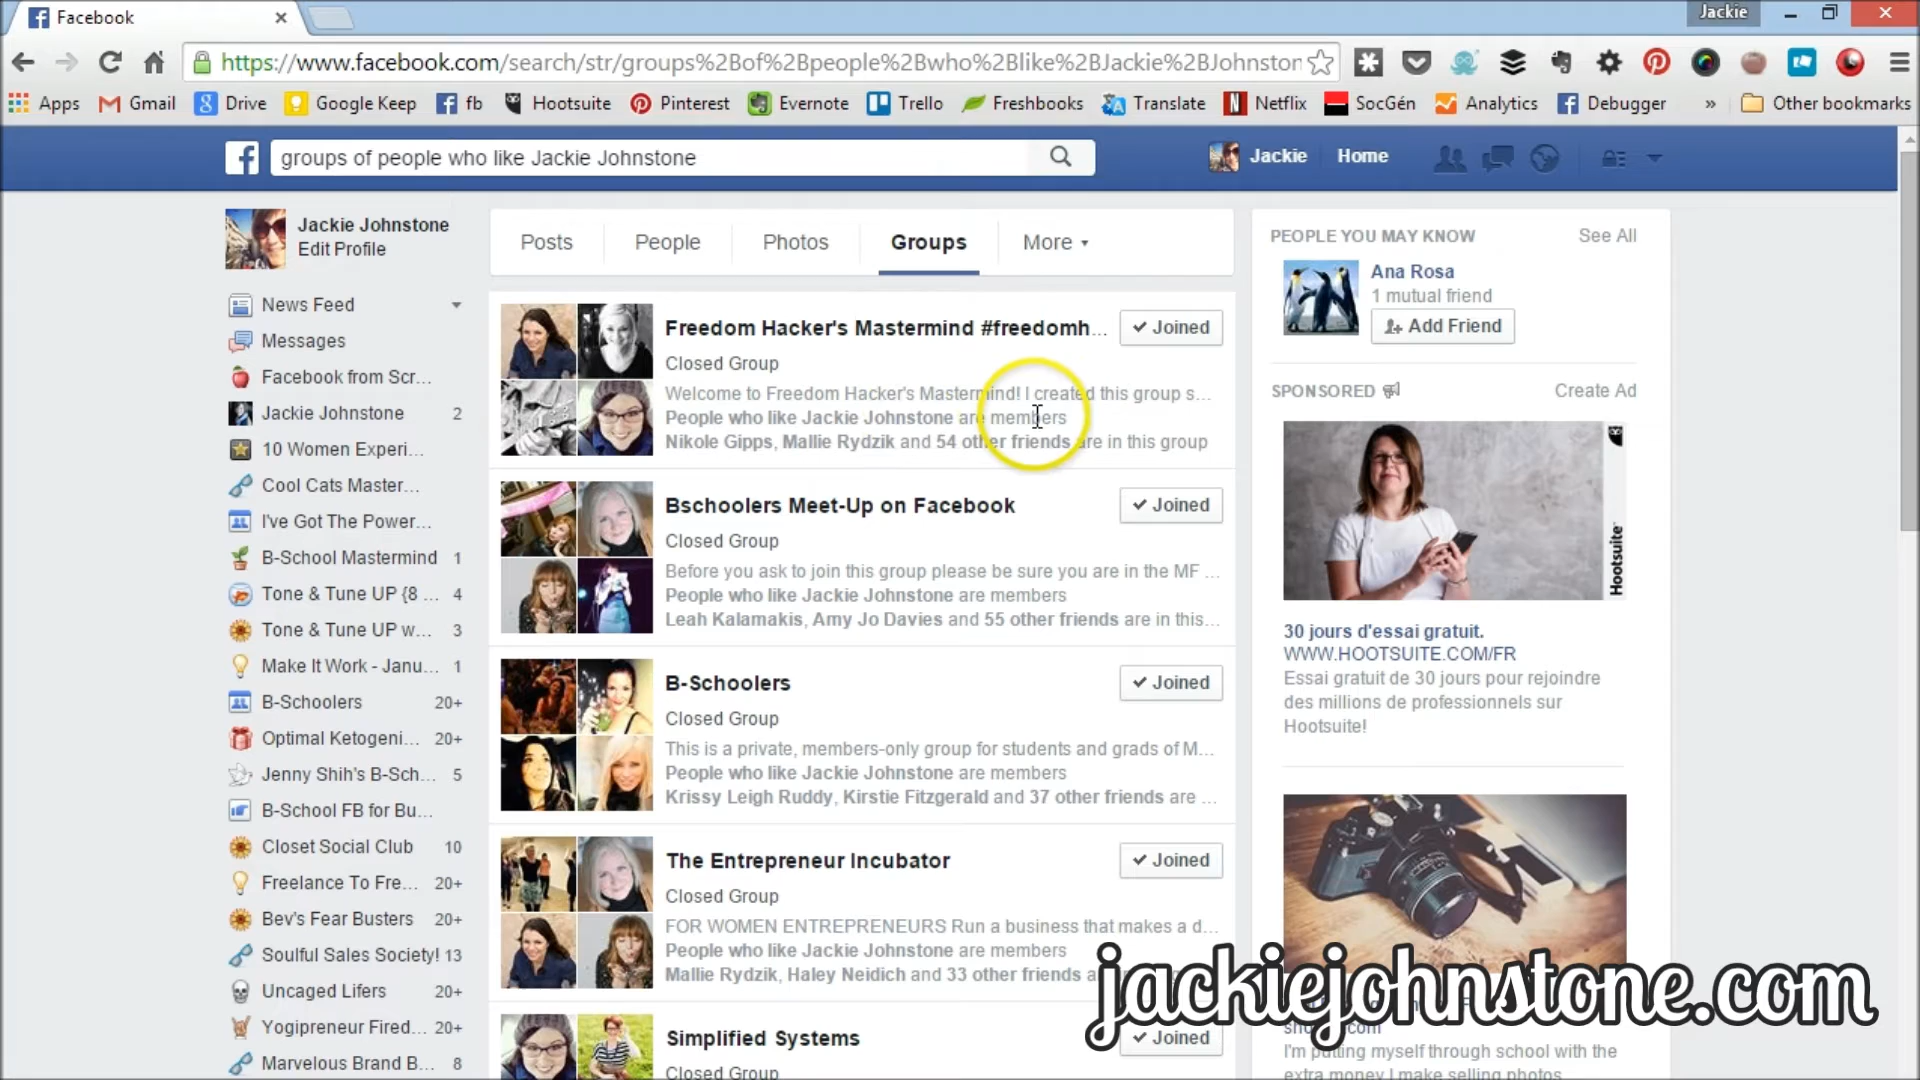 Facebook
Jackie
https://www.facebook.com/search/str/groups%2Bof%2Bpeople%2Bwho%2Blike%2BJackie%2BJohnston
Apps Gmail Drive Google Keep fb Hootsuite Pinterest Evernote Trello Freshbooks Translate Netflix SocGén Analytics Debugger » Other bookmarks
groups of people who like Jackie Johnstone
Jackie Home
Jackie Johnstone
Edit Profile
News Feed
Messages
Facebook from Scr...
Jackie Johnstone 2
10 Women Experi...
Cool Cats Master...
I've Got The Power...
B-School Mastermind 1
Tone & Tune UP {8 ... 4
Tone & Tune UP w... 3
Make It Work - Janu... 1
B-Schoolers 20+
Optimal Ketogeni... 20+
Jenny Shih's B-Sch... 5
B-School FB for Bu...
Closet Social Club 10
Freelance To Fre... 20+
Bev's Fear Busters 20+
Soulful Sales Society! 13
Uncaged Lifers 20+
Yogipreneur Fired... 20+
Marvelous Brand B... 8
Posts People Photos Groups More
Freedom Hacker's Mastermind #freedomh... Joined
Closed Group
Welcome to Freedom Hacker's Mastermind! I created this group s...
People who like Jackie Johnstone are members
Nikole Gipps, Mallie Rydzik and 54 other friends are in this group
Bschoolers Meet-Up on Facebook Joined
Closed Group
Before you ask to join this group please be sure you are in the MF ...
People who like Jackie Johnstone are members
Leah Kalamakis, Amy Jo Davies and 55 other friends are in this...
B-Schoolers Joined
Closed Group
This is a private, members-only group for students and grads of M...
People who like Jackie Johnstone are members
Krissy Leigh Ruddy, Kirstie Fitzgerald and 37 other friends are ...
The Entrepreneur Incubator Joined
Closed Group
FOR WOMEN ENTREPRENEURS Run a business that makes a d...
People who like Jackie Johnstone are members
Mallie Rydzik, Haley Neidich and 33 other friends
Simplified Systems Joined
Closed Group
PEOPLE YOU MAY KNOW See All
Ana Rosa
1 mutual friend
Add Friend
SPONSORED Create Ad
Hootsuite
30 jours d'essai gratuit.
WWW.HOOTSUITE.COM/FR
Essai gratuit de 30 jours pour rejoindre
des millions de professionnels sur
Hootsuite!
I'm putting myself through school with the
extra money I make selling photos.
jackiejohnstone.com